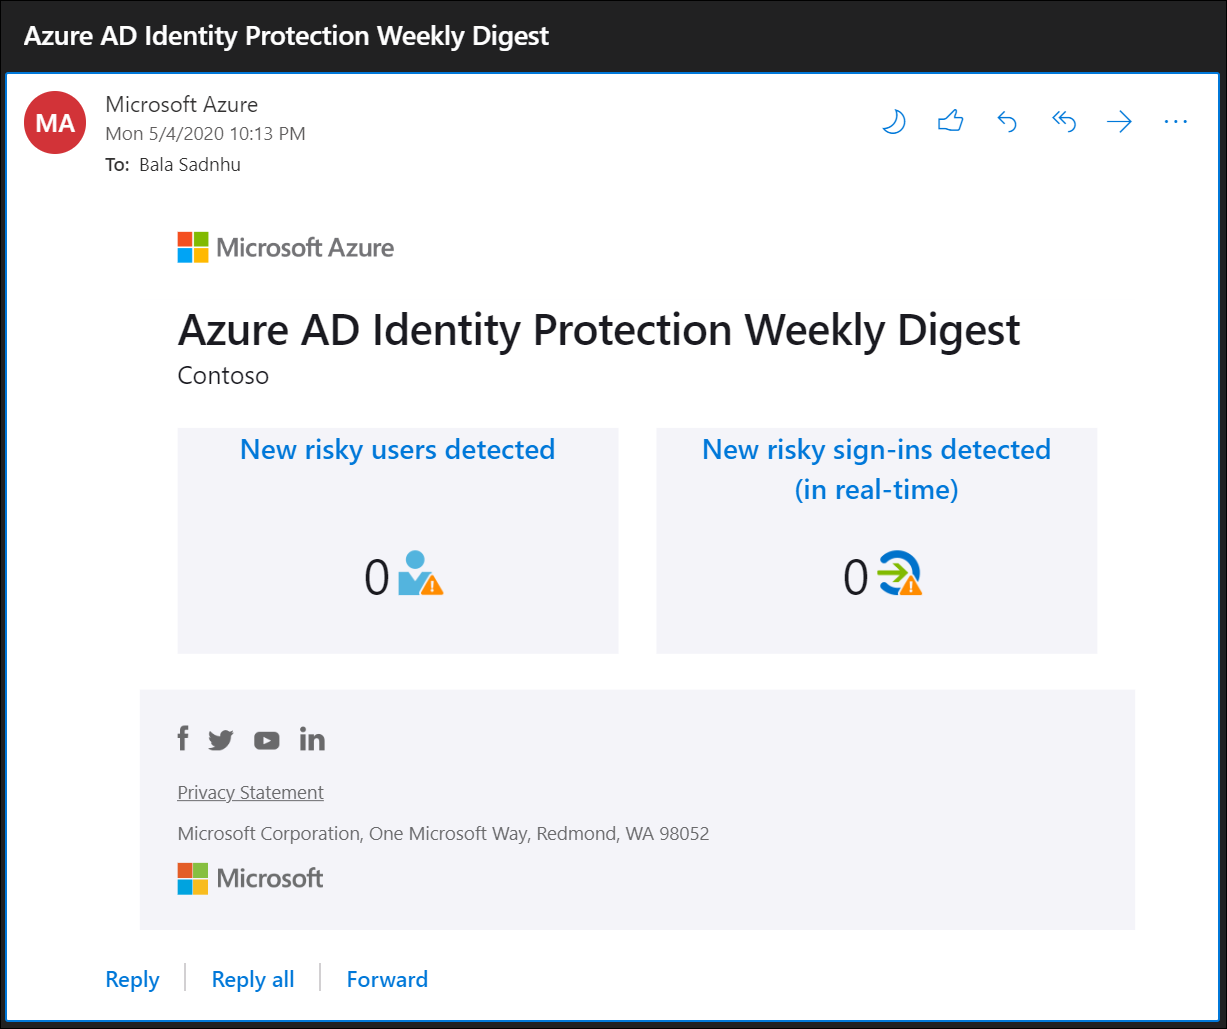 Azure AD Identity Protection Weekly Digest
MA
Microsoft Azure
Mon 5/4/2020 10:13 PM
To: Bala Sadnhu
Microsoft Azure
Azure AD Identity Protection Weekly Digest
Contoso
New risky users detected
New risky sign-ins detected
(in real-time)
0
0
Privacy Statement
Microsoft Corporation, One Microsoft Way, Redmond, WA 98052
Microsoft
Reply
Reply all
Forward